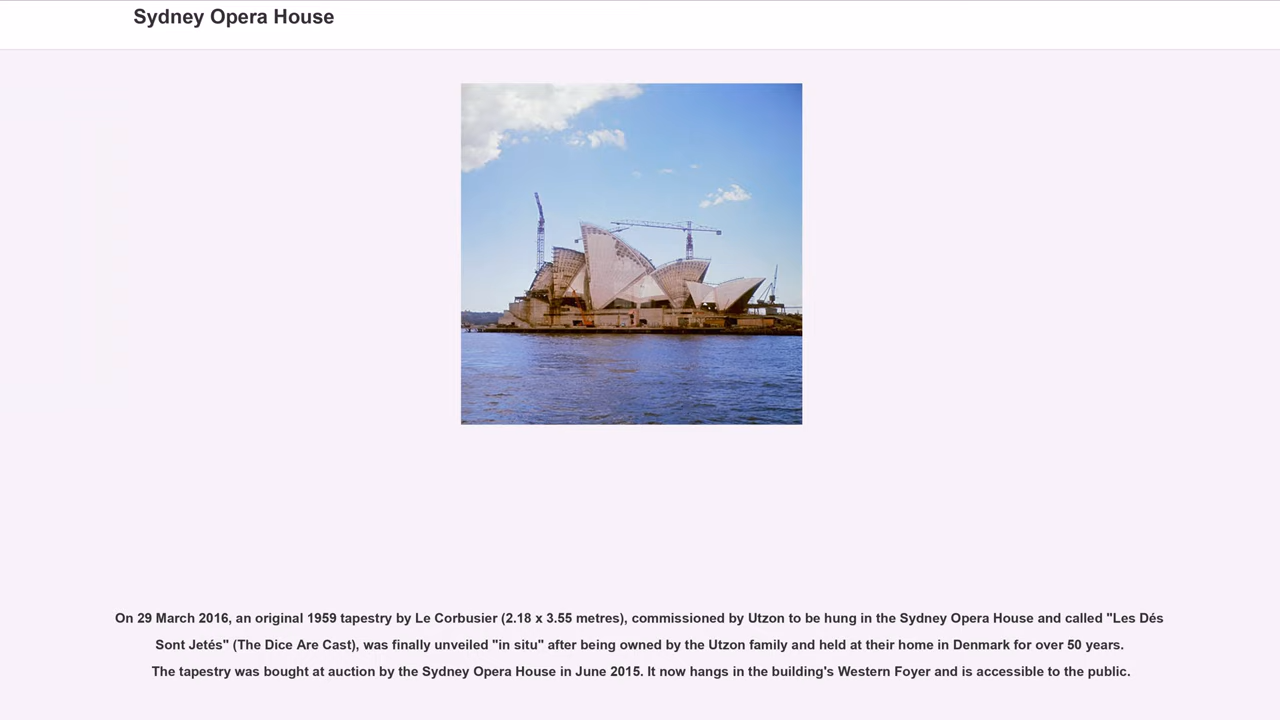 Sydney Opera House
On 29 March 2016, an original 1959 tapestry by Le Corbusier (2.18 x 3.55 metres), commissioned by Utzon to be hung in the Sydney Opera House and called "Les Dés
Sont Jetés" (The Dice Are Cast), was finally unveiled "in situ" after being owned by the Utzon family and held at their home in Denmark for over 50 years.
The tapestry was bought at auction by the Sydney Opera House in June 2015. It now hangs in the building's Western Foyer and is accessible to the public.